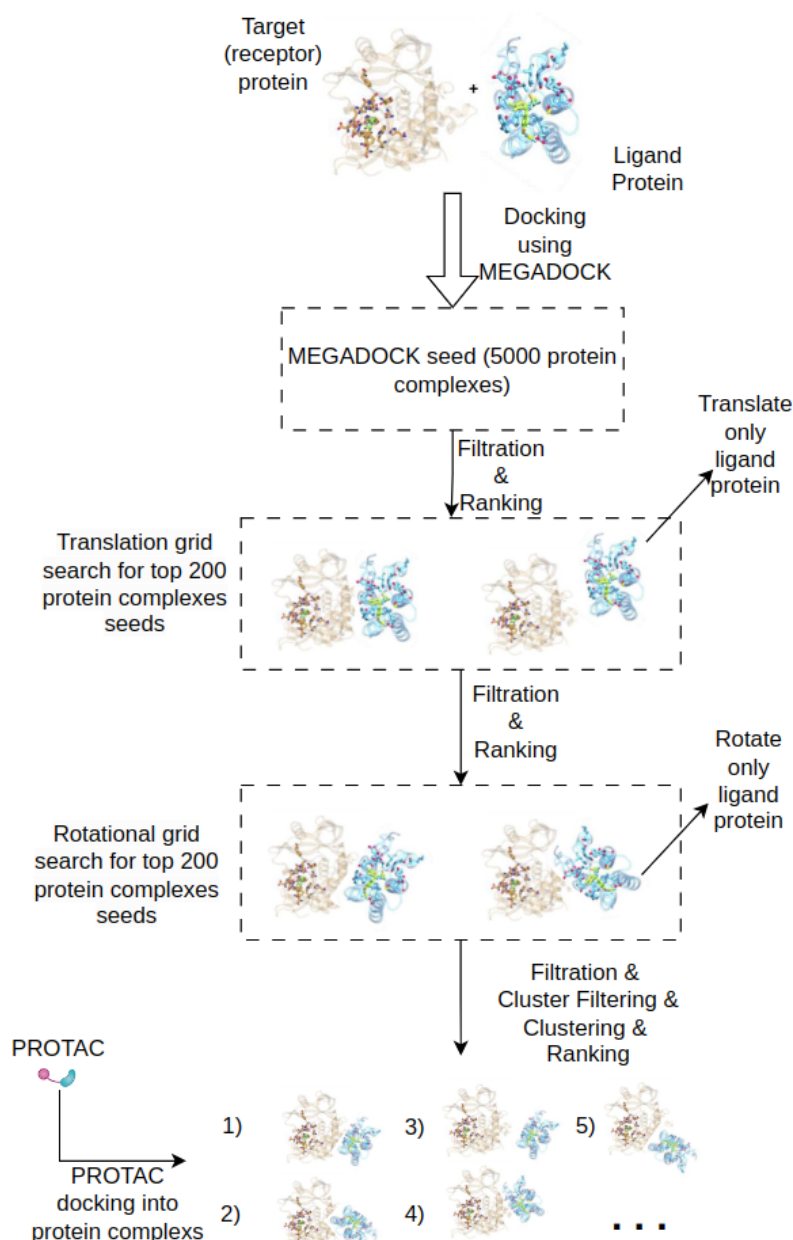 Target
(receptor)
protein
+
Ligand
Protein
Docking
using
MEGADOCK
MEGADOCK seed (5000 protein
complexes)
Filtration
&
Ranking
Translate
only
ligand
protein
Translation grid
search for top 200
protein complexes
seeds
Filtration
&
Ranking
Rotate
only
ligand
protein
Rotational grid
search for top 200
protein complexes
seeds
Filtration &
Cluster Filtering &
Clustering &
Ranking
PROTAC
PROTAC
docking into
protein complexs
1)
3)
5)
2)
4)
. . .